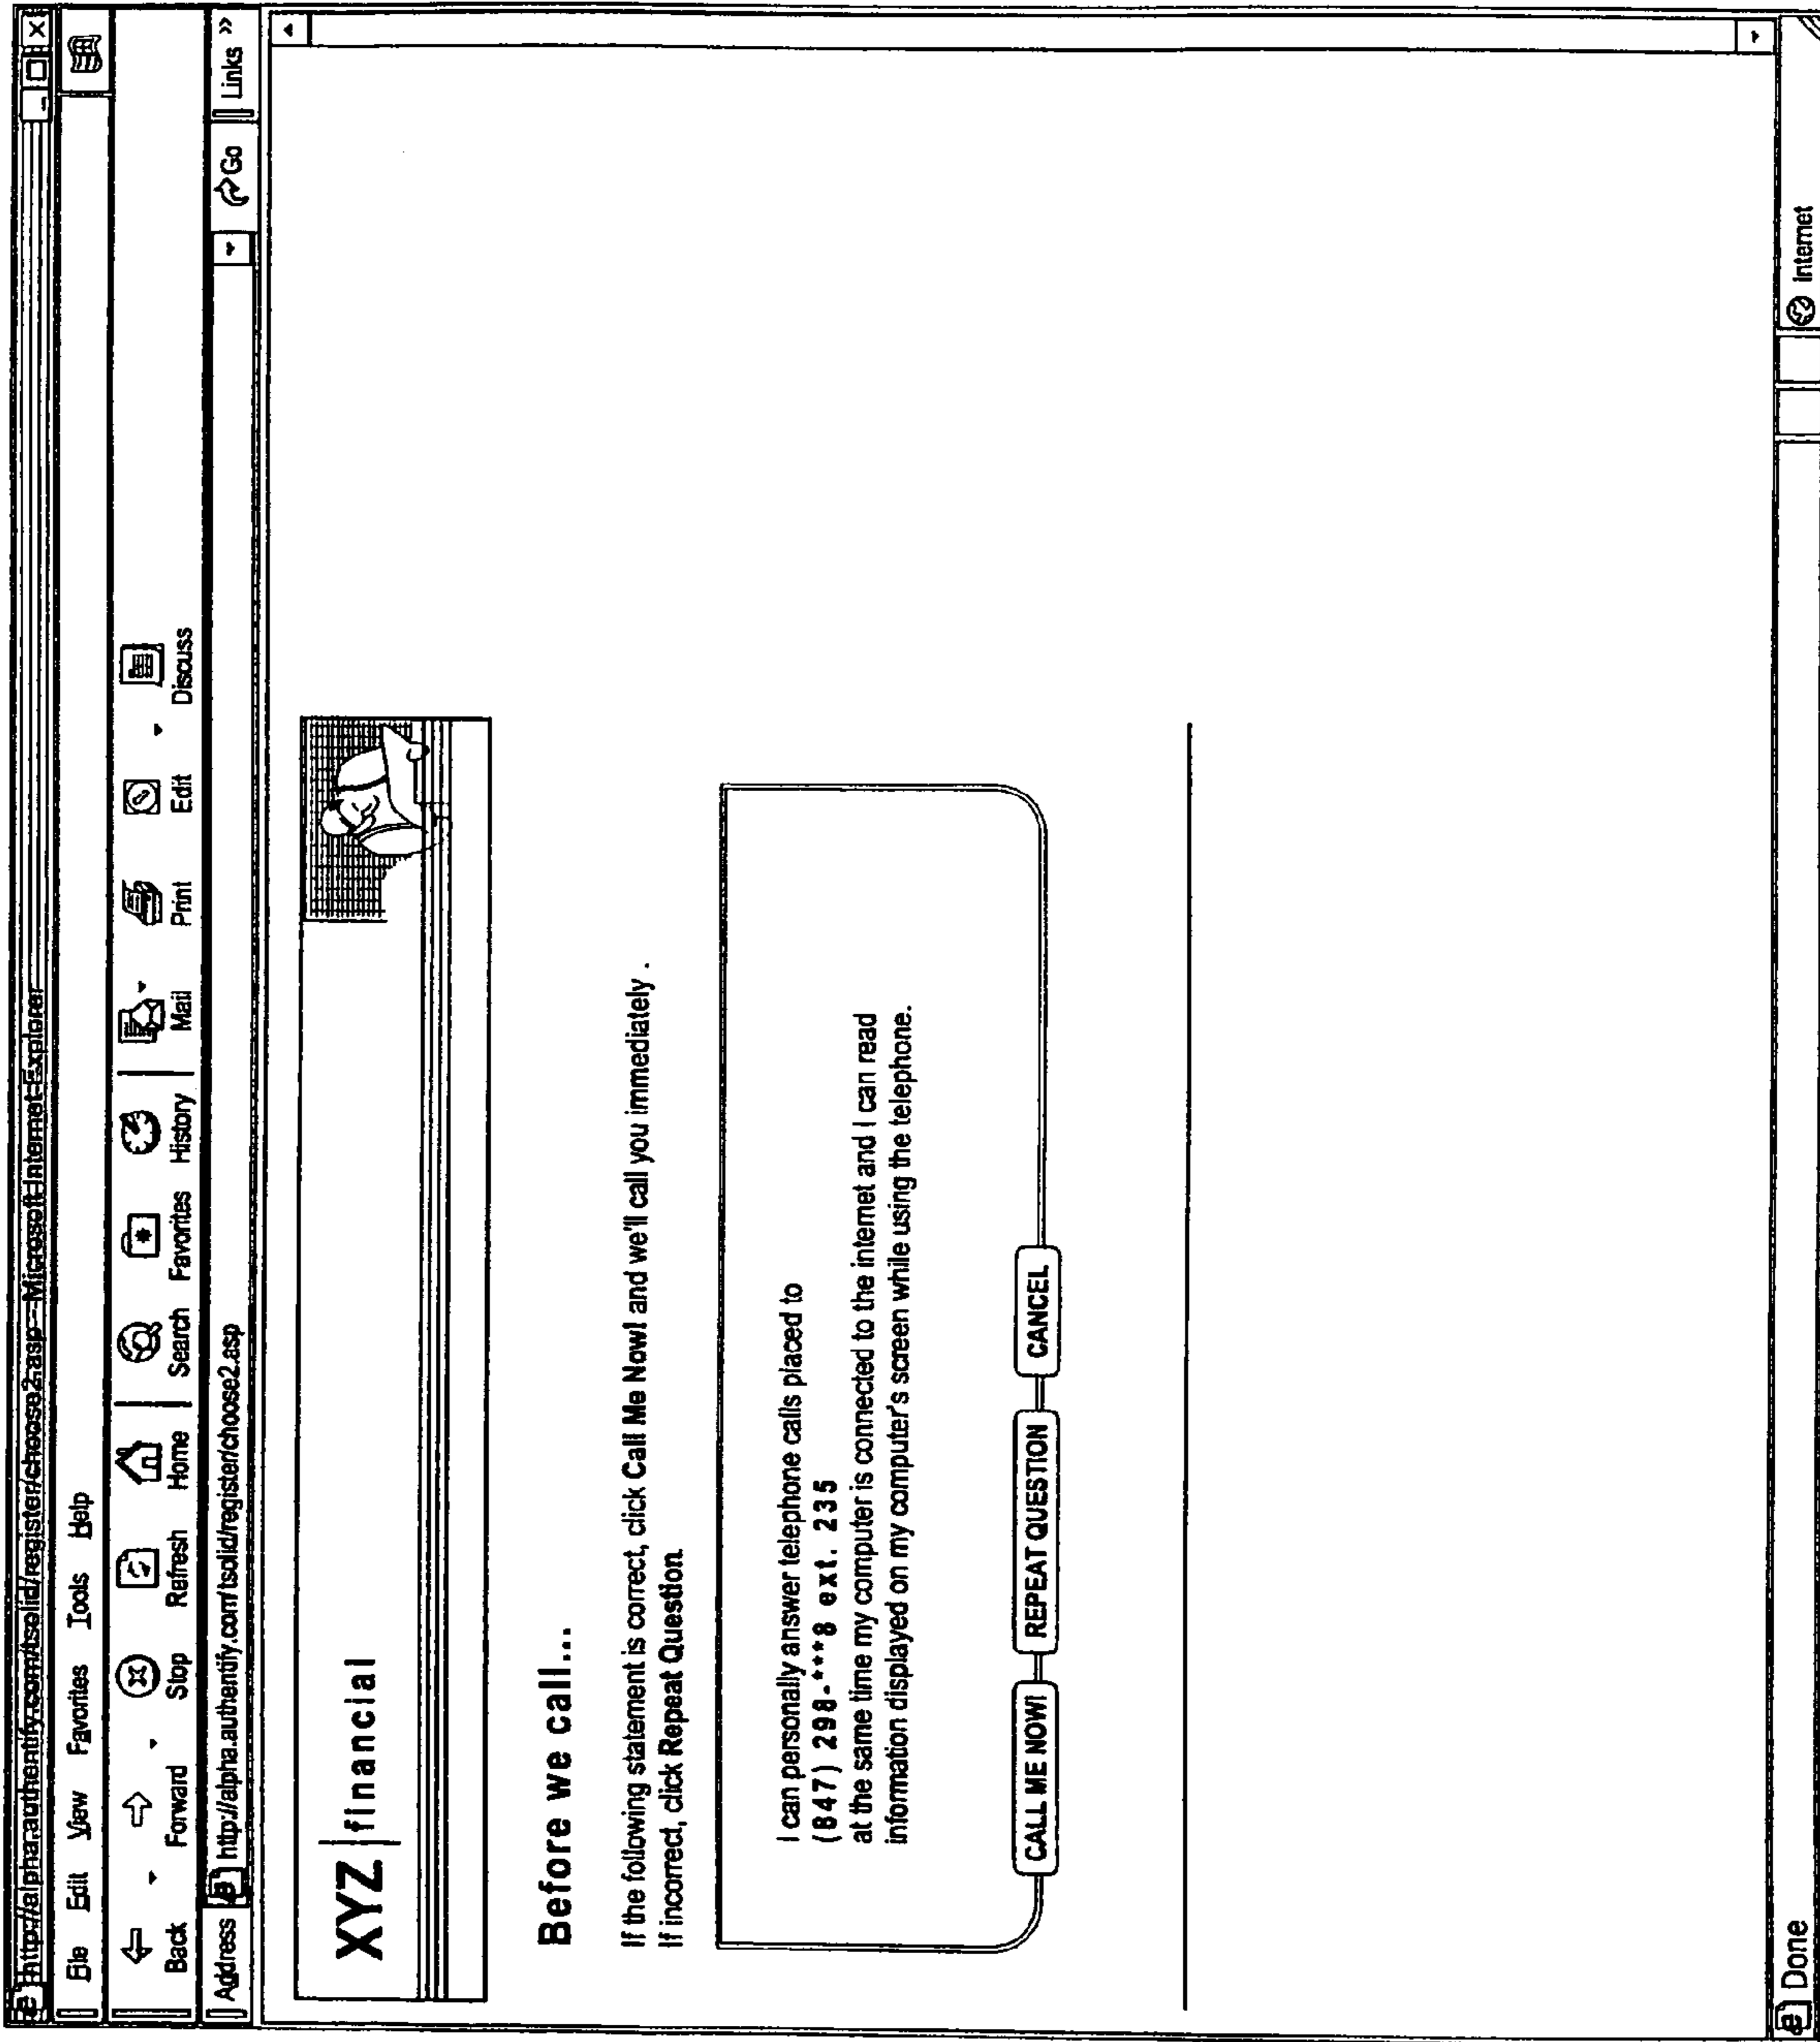 http://alpha.authentify.com/tsolid/register/choose2.asp--Microsoft Internet Explorer
File Edit View Favorites Tools Help
Back Forward Stop Refresh Home Search Favorites History Mail Print Edit Discuss
Address http://alpha.authentify.com/tsolid/register/choose2.asp Go Links »
XYZ financial
Before we call...
If the following statement is correct, click Call Me Now! and we'll call you immediately .
If incorrect, click Repeat Question.
I can personally answer telephone calls placed to
(847) 298-***8 ext. 235
at the same time my computer is connected to the internet and I can read
information displayed on my computer's screen while using the telephone.
CALL ME NOW! REPEAT QUESTION CANCEL
Done Internet